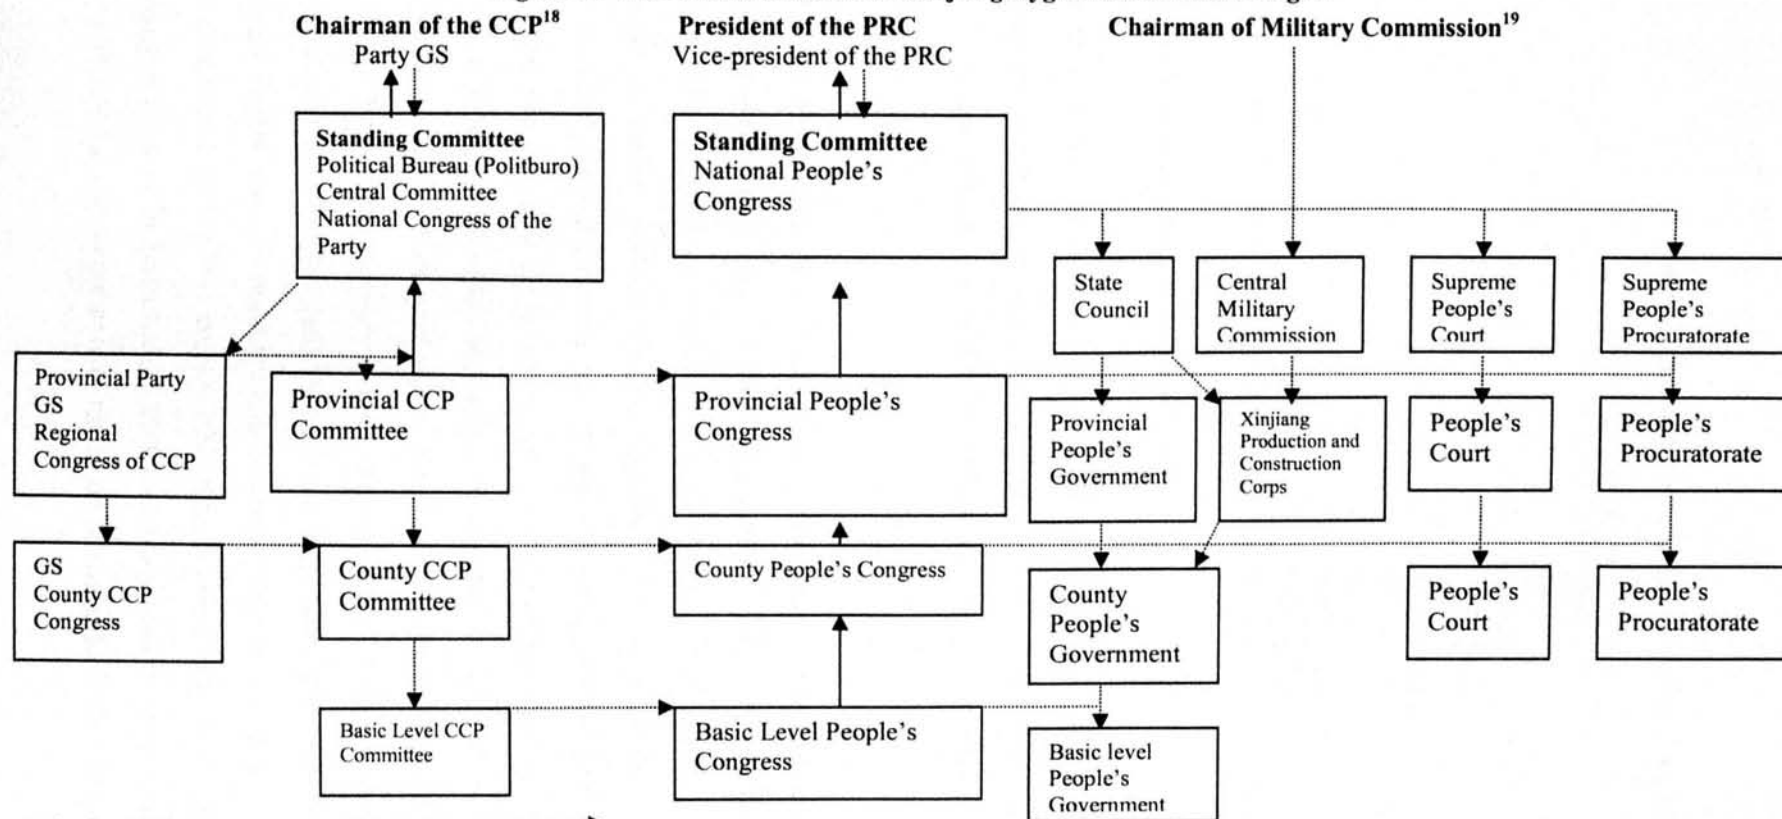 Chairman of the CCP18
Party GS
President of the PRC
Vice-president of the PRC
Chairman of Military Commission19
Standing Committee
Political Bureau (Politburo)
Central Committee
National Congress of the
Party
Standing Committee
National People's
Congress
State
Council
Central
Military
Commission
Supreme
People's
Court
Supreme
People's
Procuratorate
Provincial Party
GS
Regional
Congress of CCP
Provincial CCP
Committee
Provincial People's
Congress
Provincial
People's
Government
Xinjiang
Production and
Construction
Corps
People's
Court
People's
Procuratorate
GS
County CCP
Congress
County CCP
Committee
County People's Congress
County
People's
Government
People's
Court
People's
Procuratorate
Basic Level CCP
Committee
Basic Level People's
Congress
Basic level
People's
Government